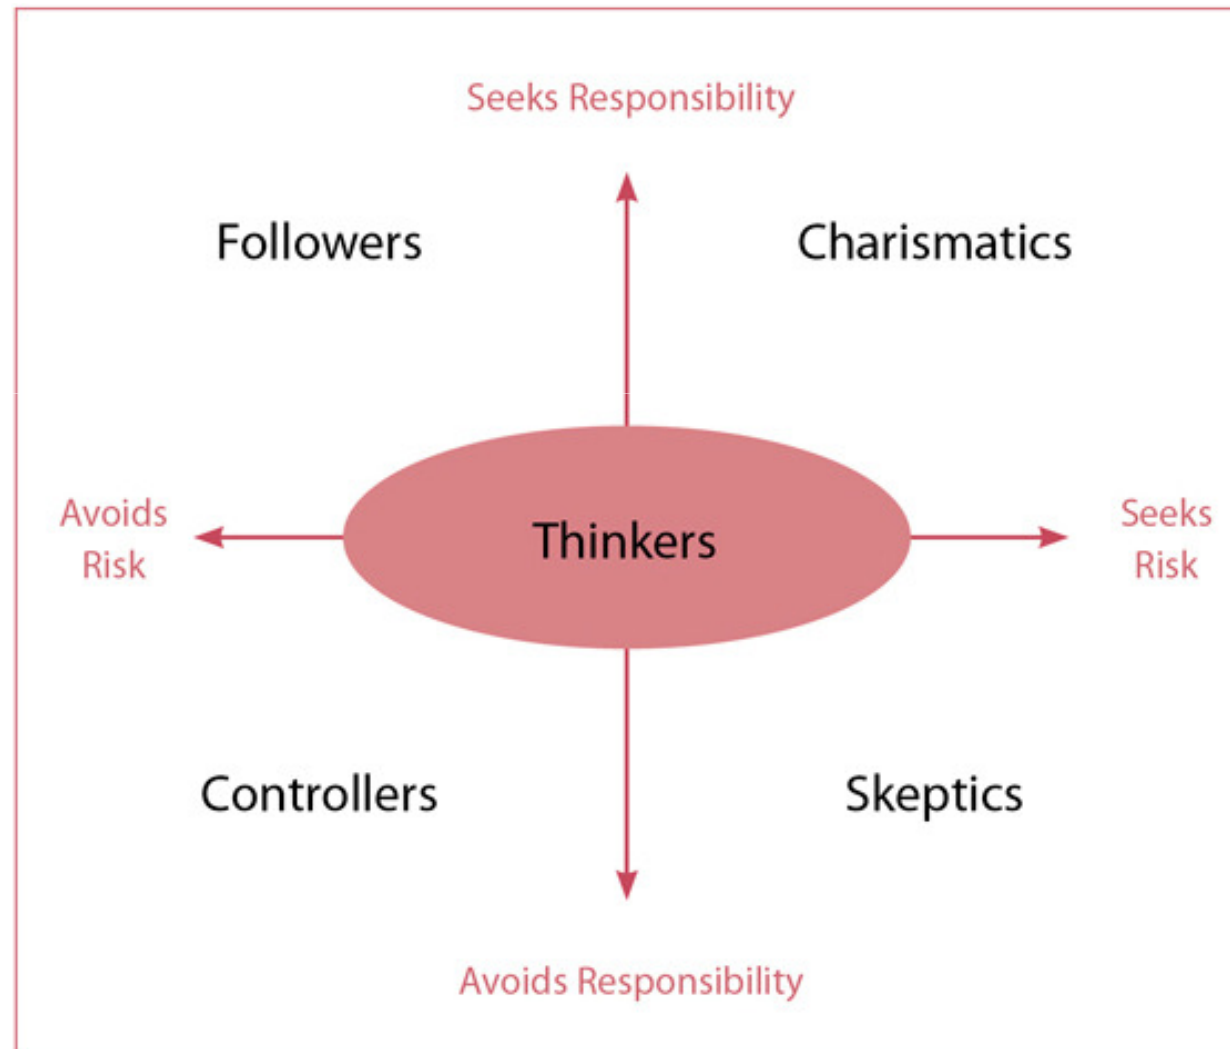 Seeks Responsibility
Followers
Charismatics
Avoids
Risk
Thinkers
Seeks
Risk
Controllers
Skeptics
Avoids Responsibility